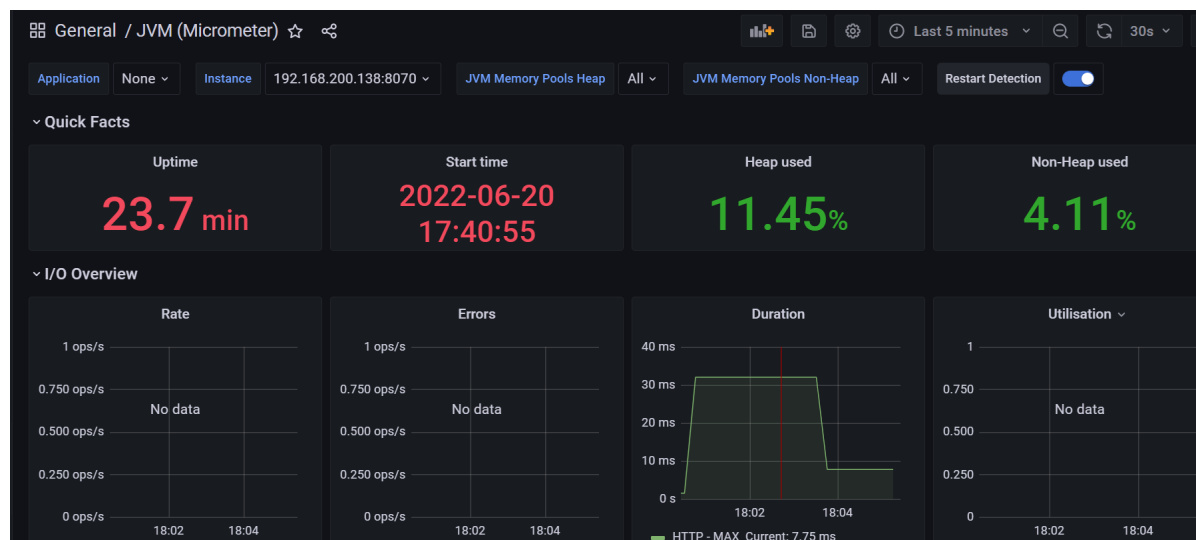 General / JVM (Micrometer)
Last 5 minutes
30s
Application None Instance 192.168.200.138:8070 JVM Memory Pools Heap All JVM Memory Pools Non-Heap All Restart Detection
Quick Facts
Uptime
23.7 min
Start time
2022-06-20
17:40:55
Heap used
11.45%
Non-Heap used
4.11%
I/O Overview
Rate
1 ops/s
0.750 ops/s
No data
0.500 ops/s
0.250 ops/s
0 ops/s
18:02 18:04
Errors
1 ops/s
0.750 ops/s
No data
0.500 ops/s
0.250 ops/s
0 ops/s
18:02 18:04
Duration
40 ms
30 ms
20 ms
10 ms
0 s
18:02 18:04
HTTP - MAX Current: 7.75 ms
Utilisation
1
0.750
No data
0.500
0.250
0
18:02 18:04